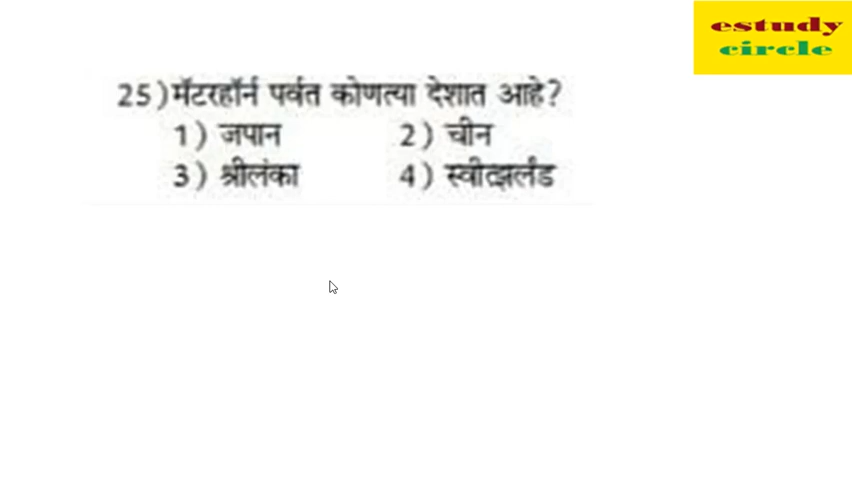 estudy
circle
25)मॅटरहॉर्न पर्वत कोणत्या देशात आहे?
1) जपान 2) चीन
3) श्रीलंका 4) स्वीत्झर्लंड